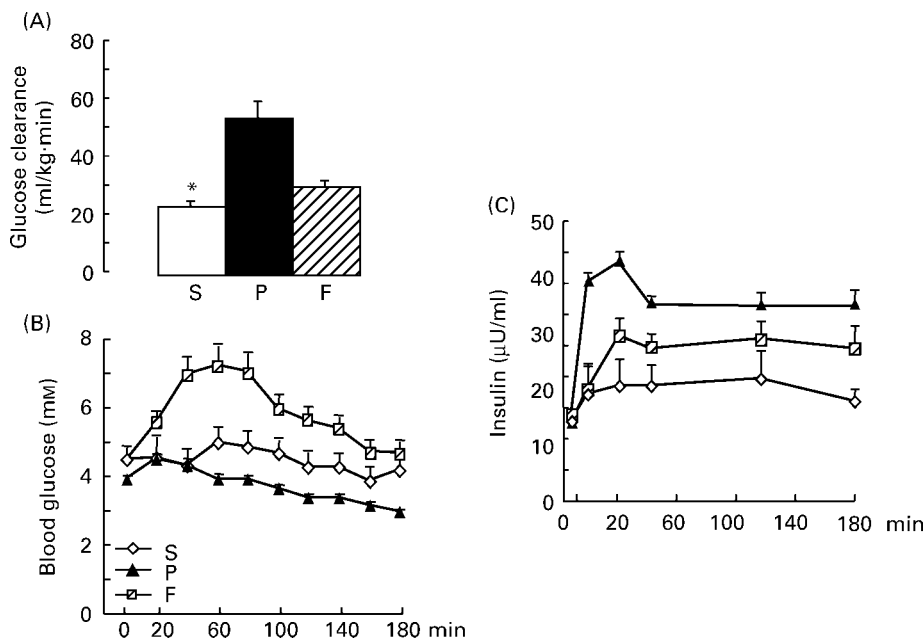 (A)
Glucose clearance
(ml/kg·min)
80
60
40
20
0
*
S P F
(B)
Blood glucose (mM)
8
6
4
2
0
S
P
F
0 20 60 100 140 180 min
(C)
Insulin (μU/ml)
50
40
30
20
10
0
0 20 60 140 180 min